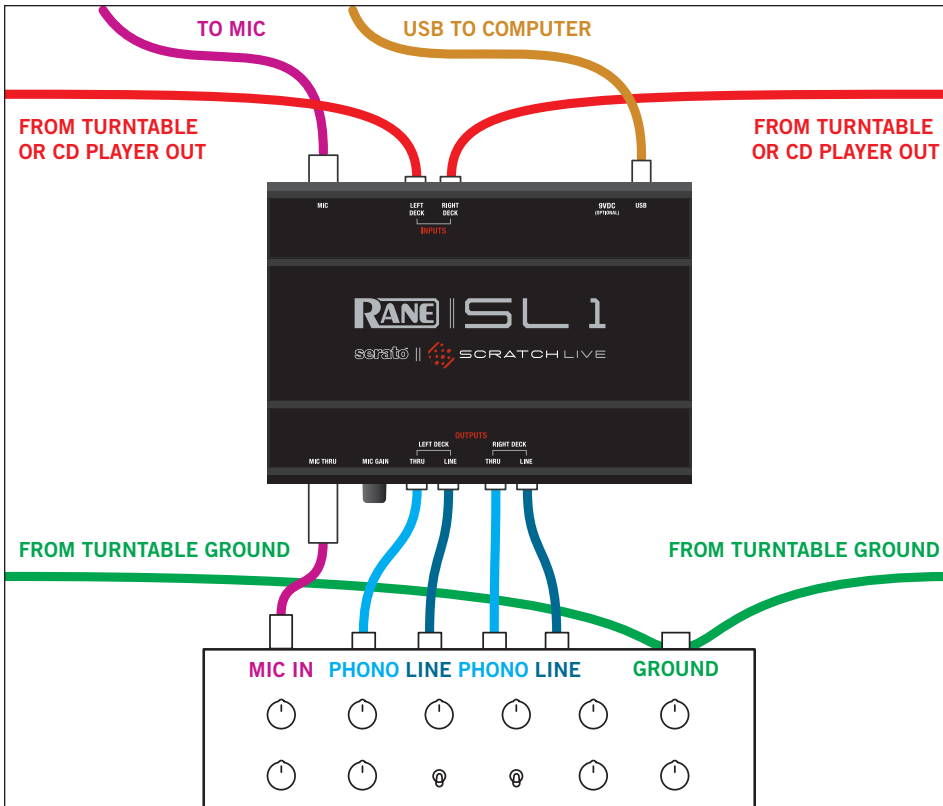 TO MIC
USB TO COMPUTER
FROM TURNTABLE
OR CD PLAYER OUT
FROM TURNTABLE
OR CD PLAYER OUT
MIC
LEFT
DECK
RIGHT
DECK
INPUTS
9VDC
(OPTIONAL)
USB
RANE SL 1
serato SCRATCH LIVE
OUTPUTS
LEFT DECK
RIGHT DECK
MIC THRU
MIC GAIN
THRU
LINE
THRU
LINE
FROM TURNTABLE GROUND
FROM TURNTABLE GROUND
MIC IN
PHONO
LINE
PHONO
LINE
GROUND